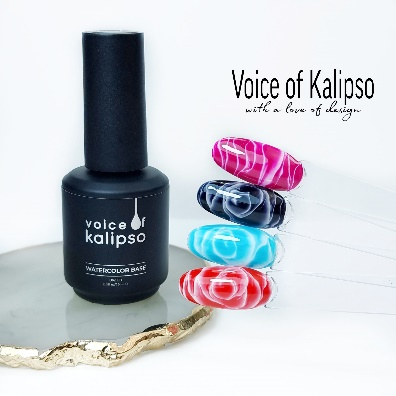 Voice of Kalipso
with a love of design
voice of
kalipso
WATERCOLOR BASE